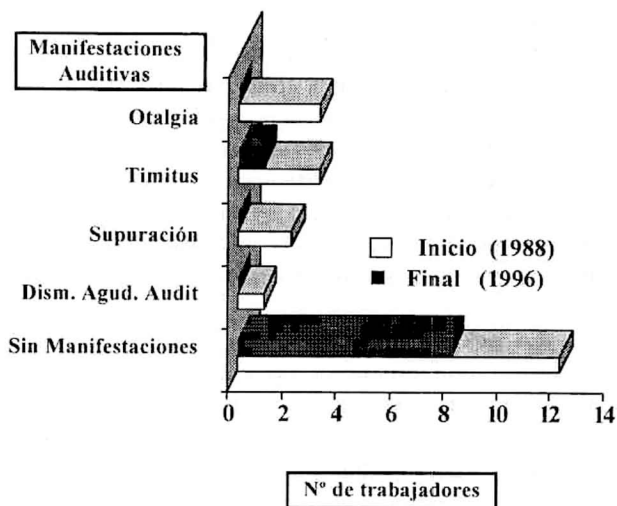 Manifestaciones
Auditivas
Otalgia
Timitus
Supuración
Dism. Agud. Audit
Sin Manifestaciones
Inicio (1988)
Final (1996)
0 2 4 6 8 10 12 14
Nº de trabajadores